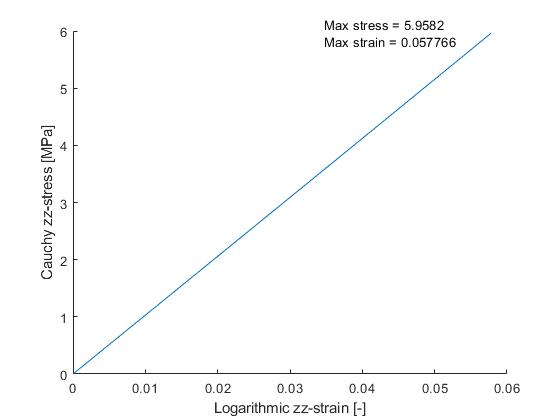 Max stress = 5.9582
Max strain = 0.057766
6
5
4
3
2
1
0
Cauchy zz-stress [MPa]
0 0.01 0.02 0.03 0.04 0.05 0.06
Logarithmic zz-strain [-]